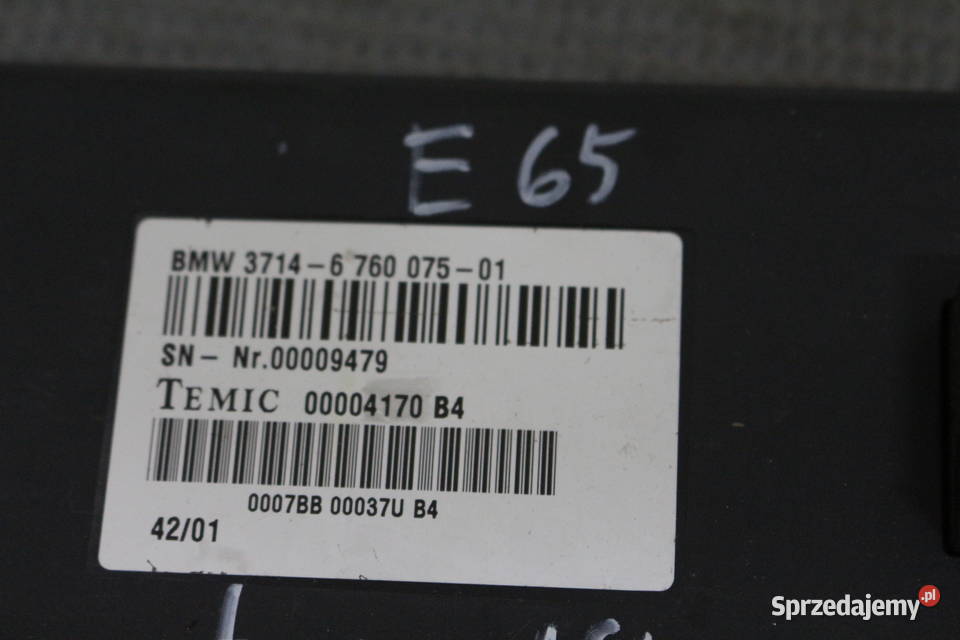 E 65
BMW 3714-6 760 075-01
SN- Nr.00009479
TEMIC 00004170 B4
0007BB 00037U B4
42/01
Sprzedajemy.pl